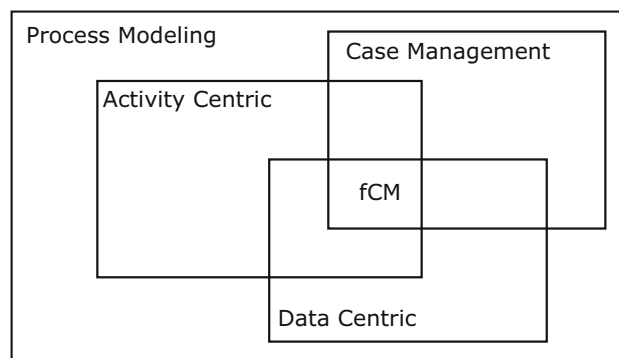 Process Modeling
Case Management
Activity Centric
fCM
Data Centric